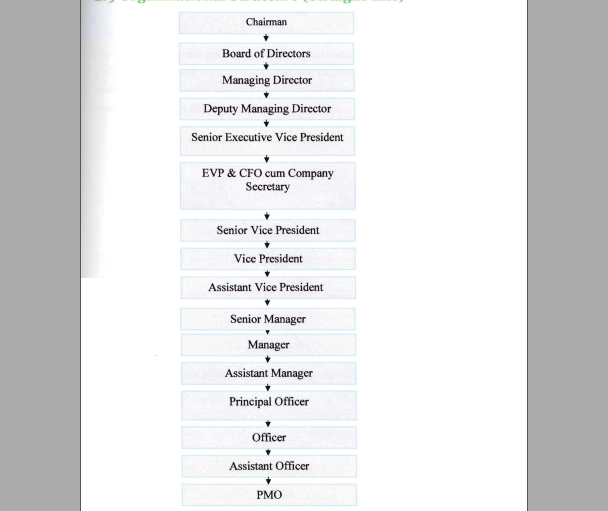 Chairman
Board of Directors
Managing Director
Deputy Managing Director
Senior Executive Vice President
EVP & CFO cum Company
Secretary
Senior Vice President
Vice President
Assistant Vice President
Senior Manager
Manager
Assistant Manager
Principal Officer
Officer
Assistant Officer
PMO